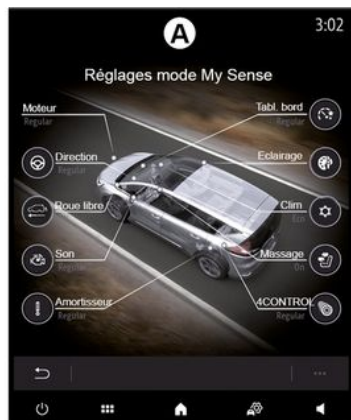 A
3:02
Réglages mode My Sense
Moteur
Regular
Tabl. bord
Regular
Direction
Regular
Eclairage
Roue libre
Clim
Eco
Son
Regular
Massage
On
Amortisseur
Regular
4CONTROL
Regular